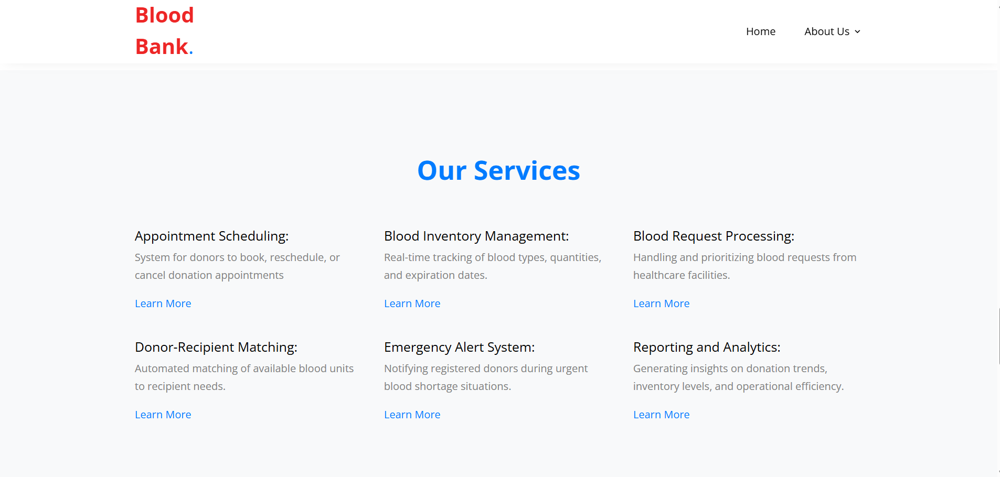 Blood
Bank.
Home
About Us
Our Services
Appointment Scheduling:
System for donors to book, reschedule, or
cancel donation appointments
Learn More
Blood Inventory Management:
Real-time tracking of blood types, quantities,
and expiration dates.
Learn More
Blood Request Processing:
Handling and prioritizing blood requests from
healthcare facilities.
Learn More
Donor-Recipient Matching:
Automated matching of available blood units
to recipient needs.
Learn More
Emergency Alert System:
Notifying registered donors during urgent
blood shortage situations.
Learn More
Reporting and Analytics:
Generating insights on donation trends,
inventory levels, and operational efficiency.
Learn More